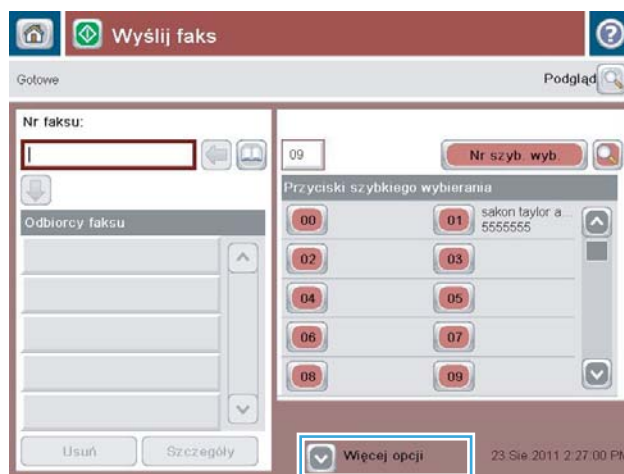 Wyślij faks
Gotowe
Podgląd
Nr faksu:
Odbiorcy faksu
Usuń
Szczegóły
09
Nr szyb. wyb.
Przyciski szybkiego wybierania
00
01
sakon taylor a...
5555555
02
03
04
05
06
07
08
09
Więcej opcji
23 Sie 2011 2:27:00 PM